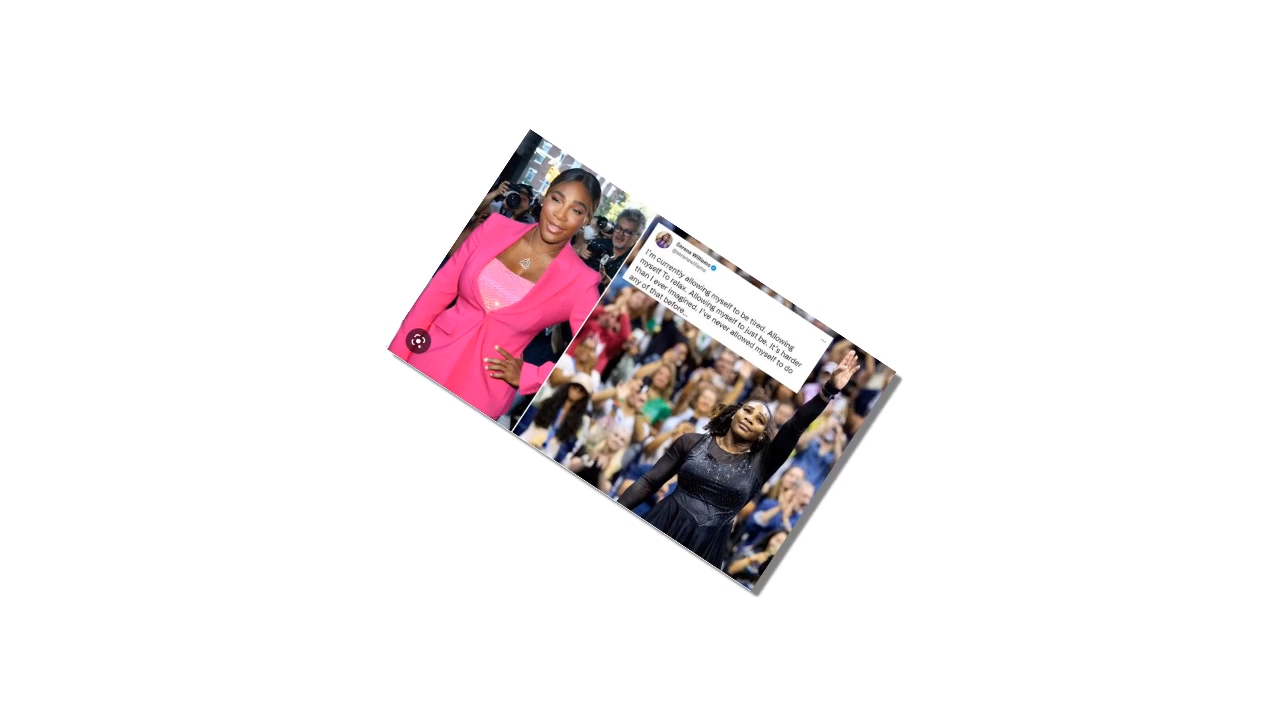 Serena Williams
@serenawilliams
I'm currently allowing myself to be tired. Allowing
myself To relax. Allowing myself to just be. It's harder
than I ever imagined. I've never allowed myself to do
any of that before...